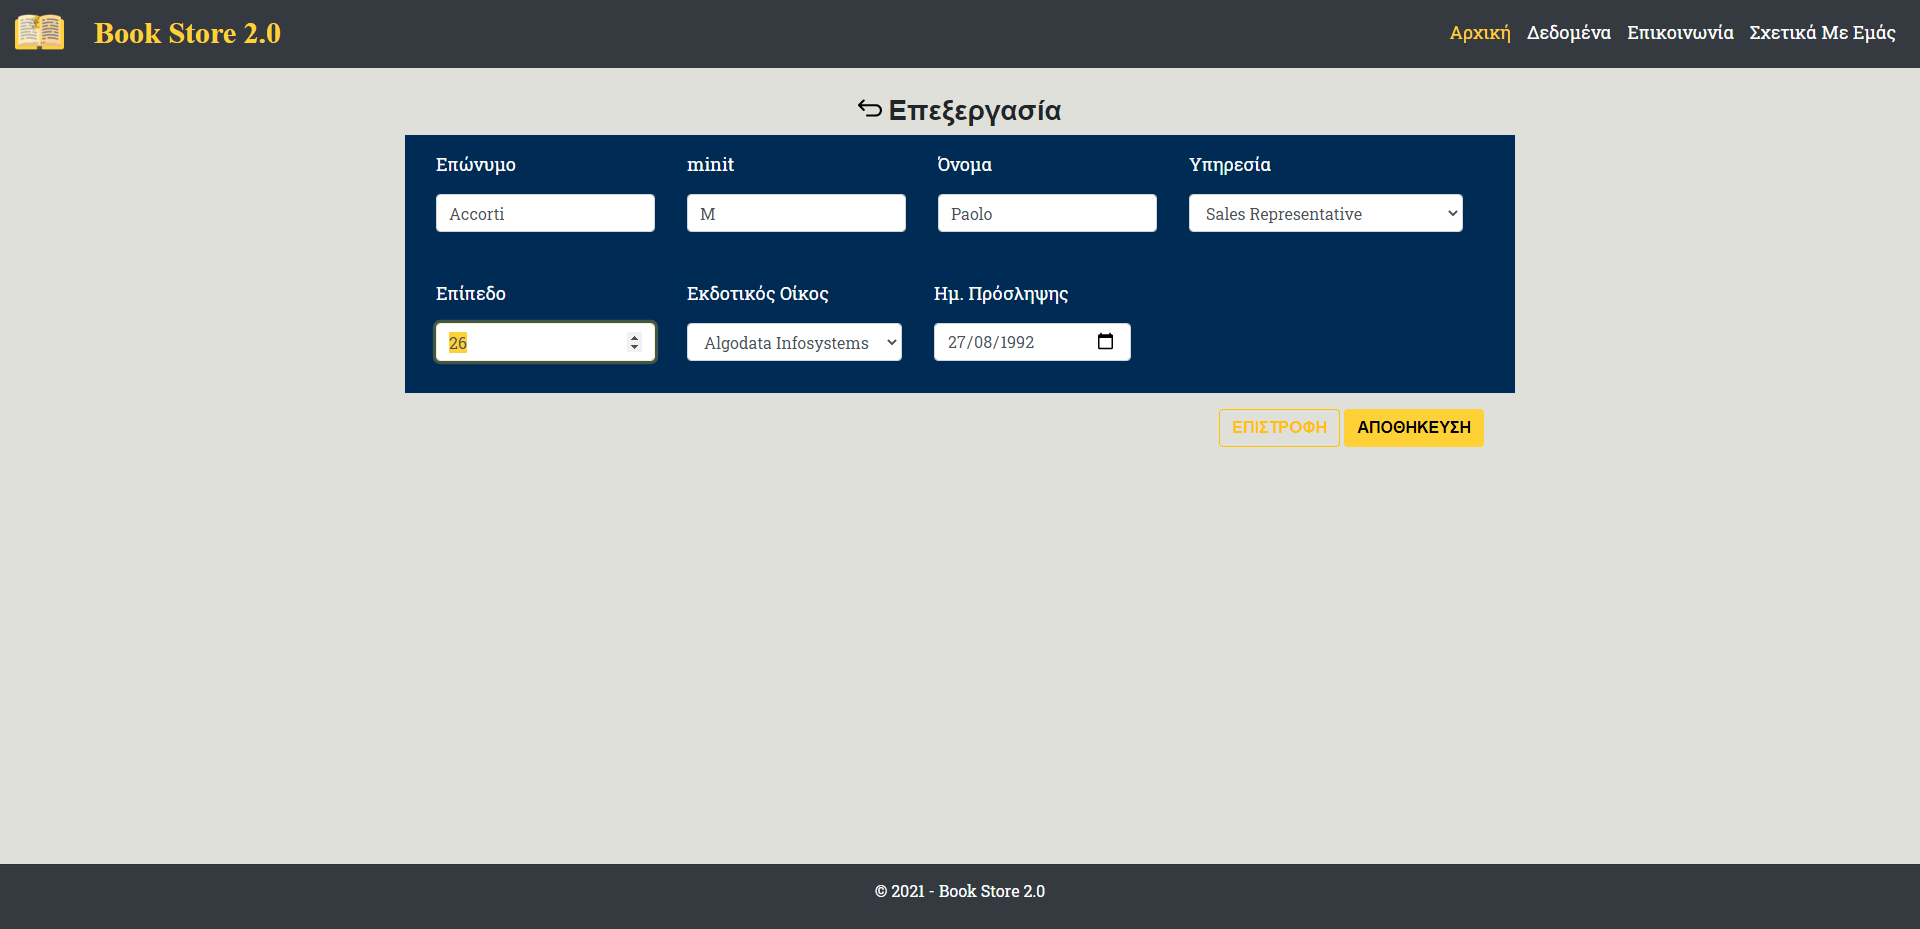 Book Store 2.0
Αρχική Δεδομένα Επικοινωνία Σχετικά Με Εμάς
Επεξεργασία
Επώνυμο minit Όνομα Υπηρεσία
Accorti M Paolo Sales Representative
Επίπεδο Εκδοτικός Οίκος Ημ. Πρόσληψης
26 Algodata Infosystems 27/08/1992
ΕΠΙΣΤΡΟΦΗ ΑΠΟΘΗΚΕΥΣΗ
© 2021 - Book Store 2.0